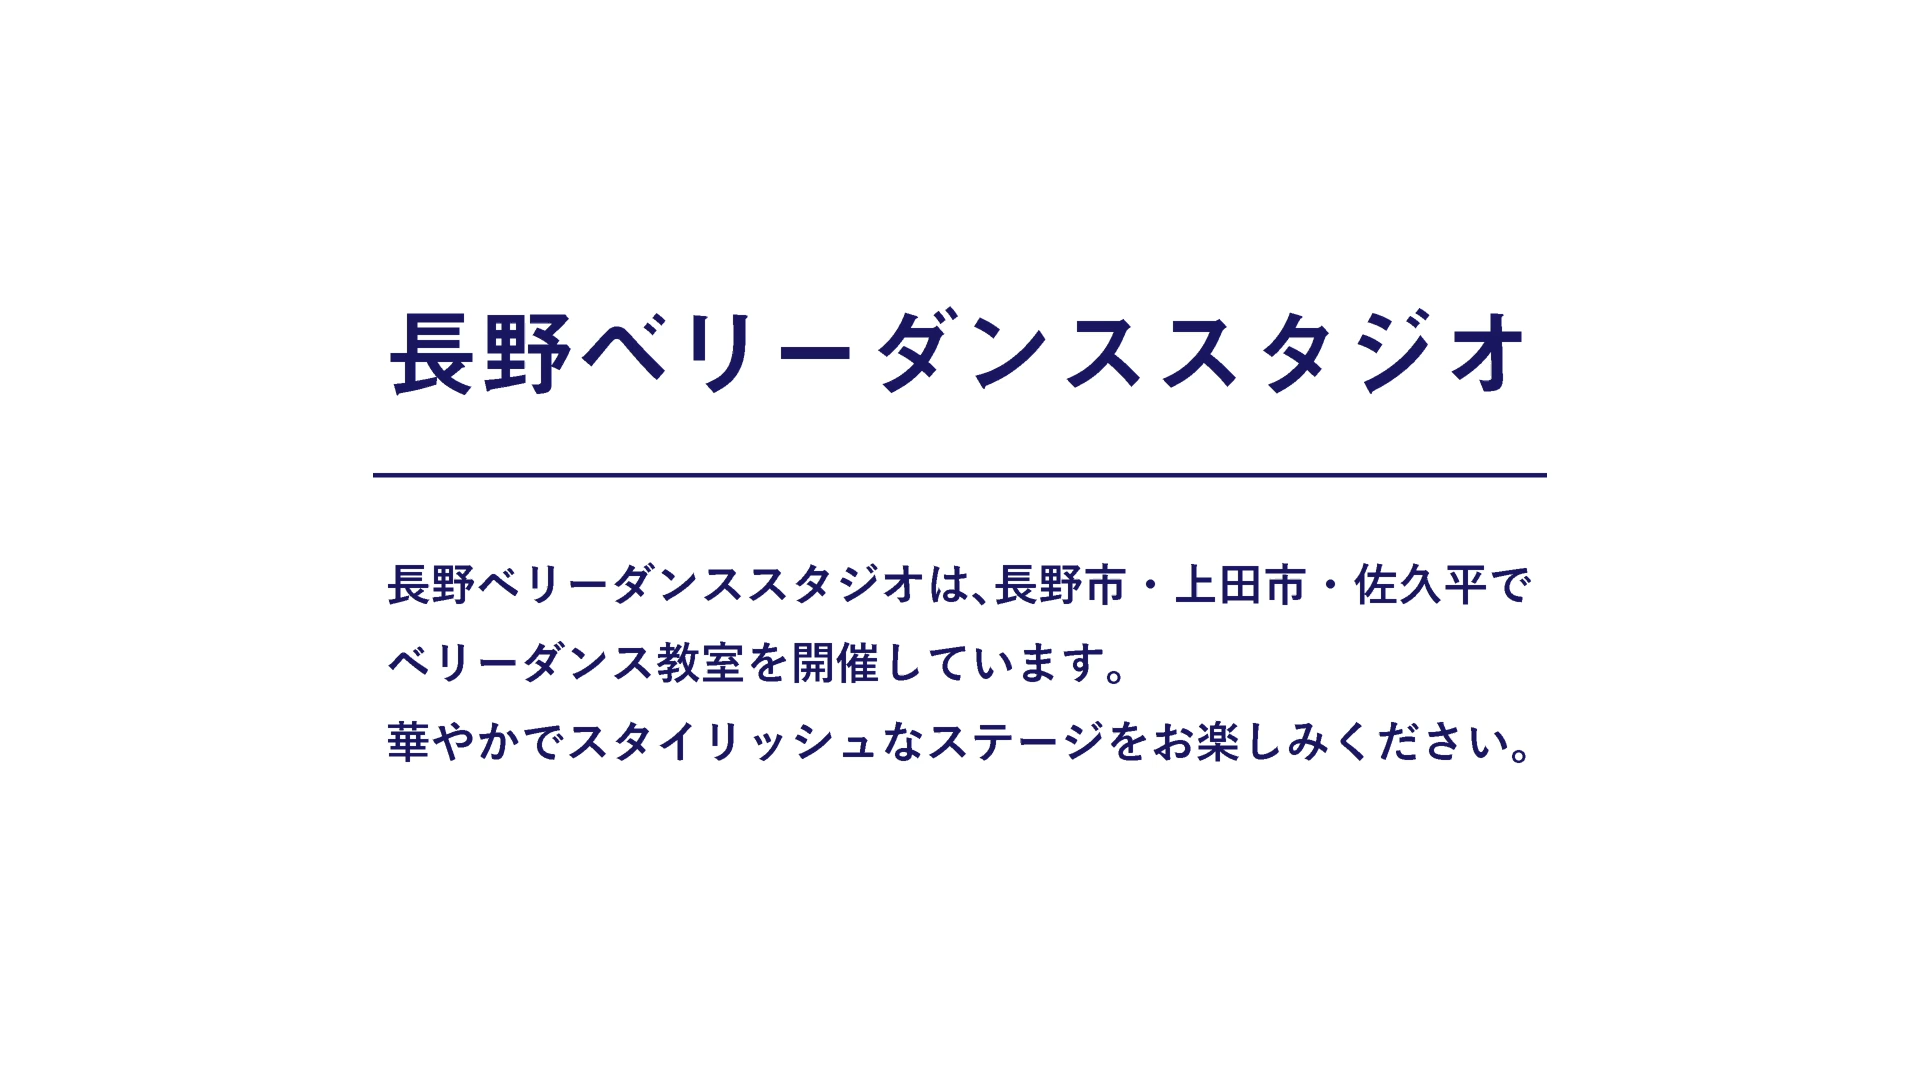 長野ベリーダンススタジオ
長野ベリーダンススタジオは、長野市・上田市・佐久平で
ベリーダンス教室を開催しています。
華やかでスタイリッシュなステージをお楽しみください。